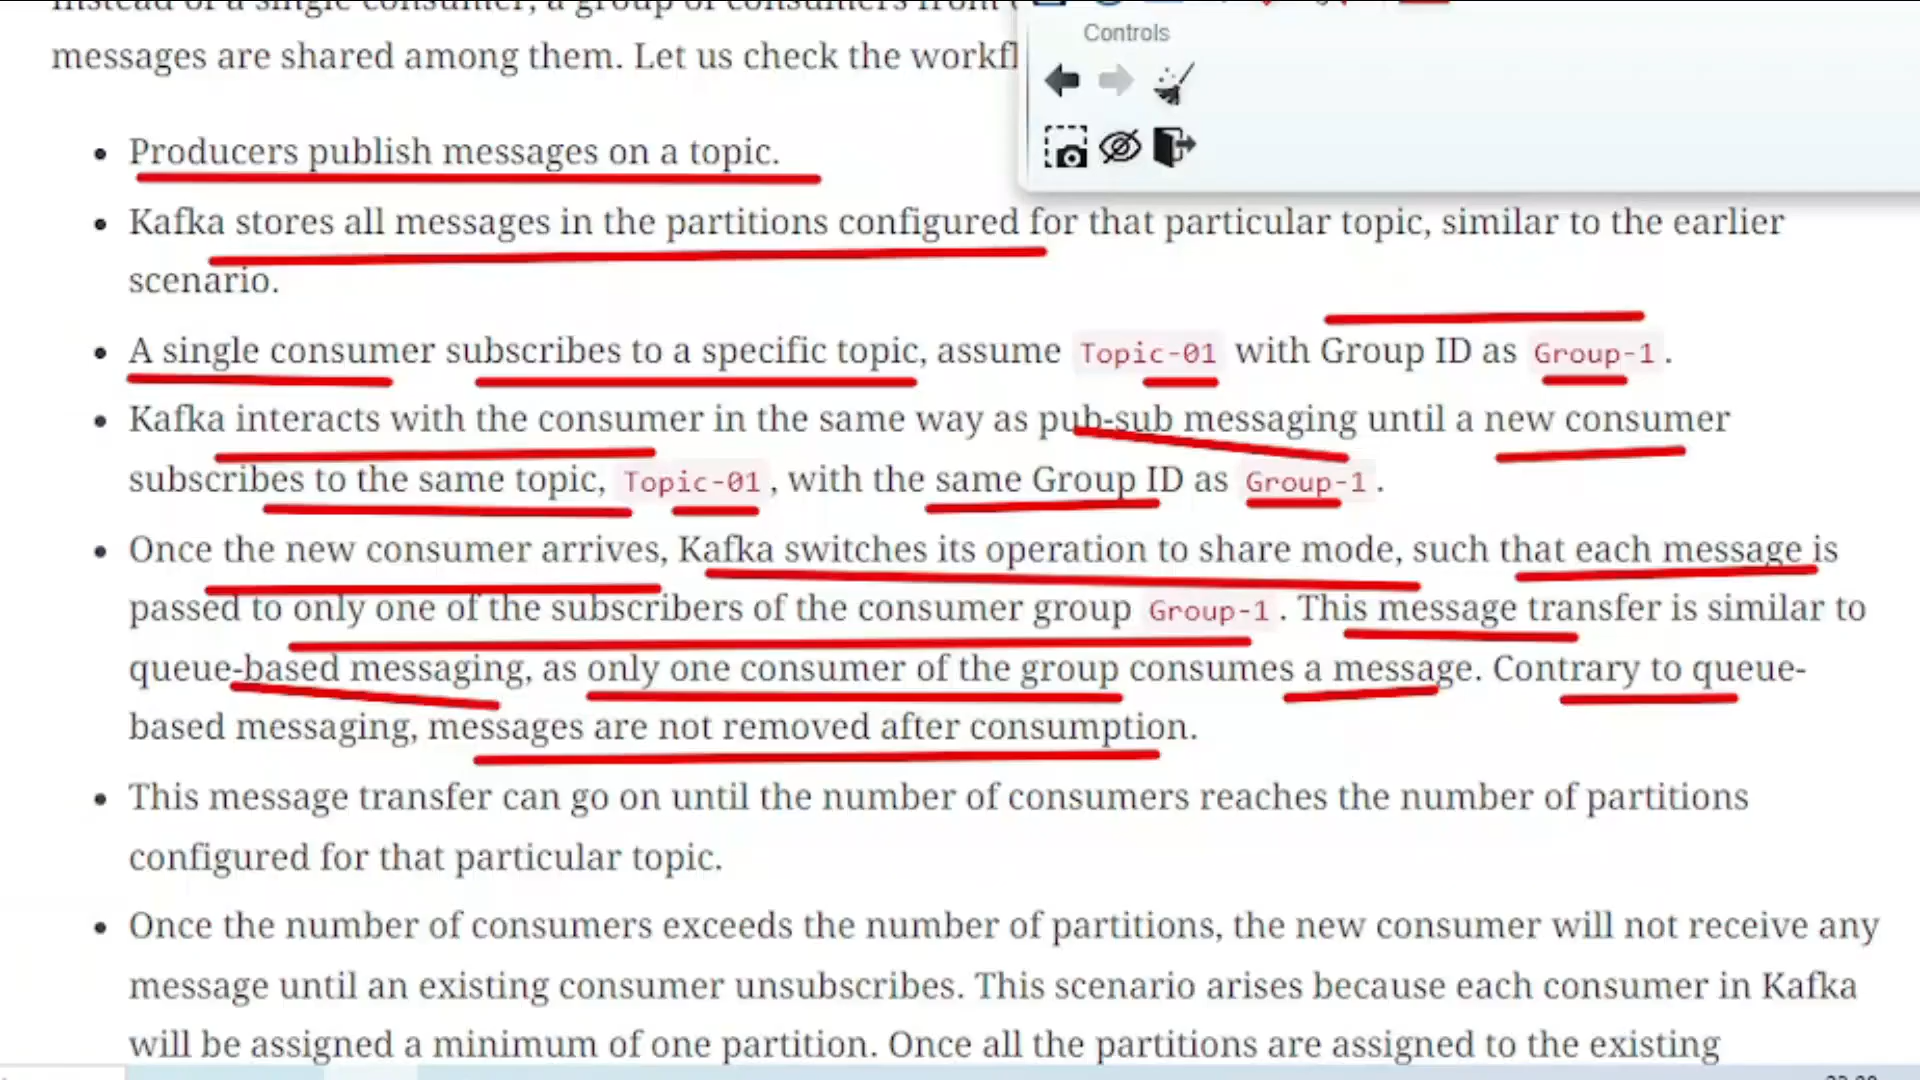 instead of a single consumer, a group of consumers from
messages are shared among them. Let us check the workfl
Controls
Producers publish messages on a topic.
Kafka stores all messages in the partitions configured for that particular topic, similar to the earlier
scenario.
A single consumer subscribes to a specific topic, assume Topic-01 with Group ID as Group-1.
Kafka interacts with the consumer in the same way as pub-sub messaging until a new consumer
subscribes to the same topic, Topic-01, with the same Group ID as Group-1.
Once the new consumer arrives, Kafka switches its operation to share mode, such that each message is
passed to only one of the subscribers of the consumer group Group-1. This message transfer is similar to
queue-based messaging, as only one consumer of the group consumes a message. Contrary to queue-
based messaging, messages are not removed after consumption.
This message transfer can go on until the number of consumers reaches the number of partitions
configured for that particular topic.
Once the number of consumers exceeds the number of partitions, the new consumer will not receive any
message until an existing consumer unsubscribes. This scenario arises because each consumer in Kafka
will be assigned a minimum of one partition. Once all the partitions are assigned to the existing